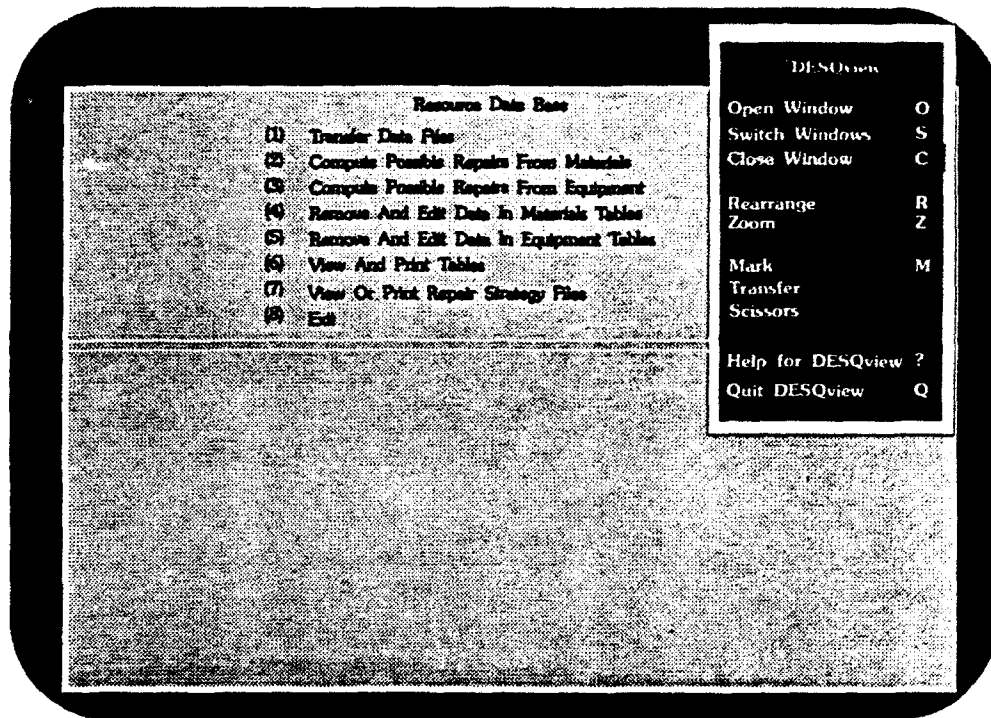 Resource Data Base
(1) Transfer Data Files
(2) Compute Possible Repairs From Materials
(3) Compute Possible Repairs From Equipment
(4) Remove And Edit Data In Materials Tables
(5) Remove And Edit Data In Equipment Tables
(6) View And Print Tables
(7) View Or Print Repair Strategy Files
(8)
DESQview
Open Window O
Switch Windows S
Close Window C
Rearrange R
Zoom Z
Mark M
Transfer
Scissors
Help for DESQview ?
Quit DESQview Q